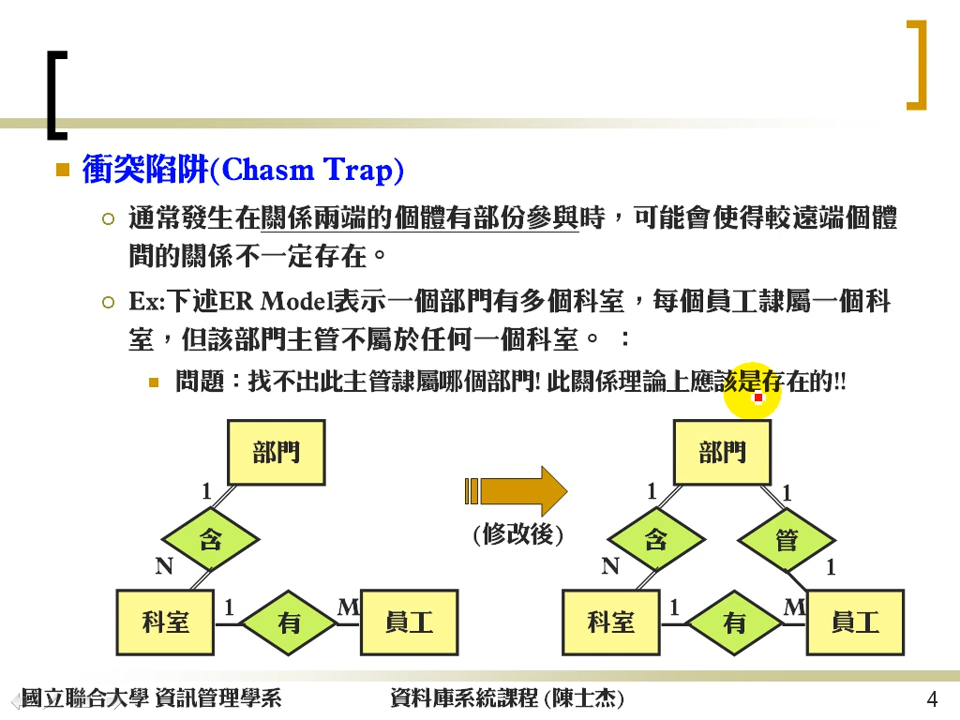 衝突陷阱(Chasm Trap)
通常發生在關係兩端的個體有部份參與時，可能會使得較遠端個體
間的關係不一定存在。
Ex:下述ER Model表示一個部門有多個科室，每個員工隸屬一個科
室，但該部門主管不屬於任何一個科室。：
問題：找不出此主管隸屬哪個部門! 此關係理論上應該是存在的!!
部門
部門
1
1
1
(修改後)
含
含
管
N
N
1
科室
1
有
M
員工
科室
1
有
M
員工
國立聯合大學 資訊管理學系
資料庫系統課程 (陳士杰)
4